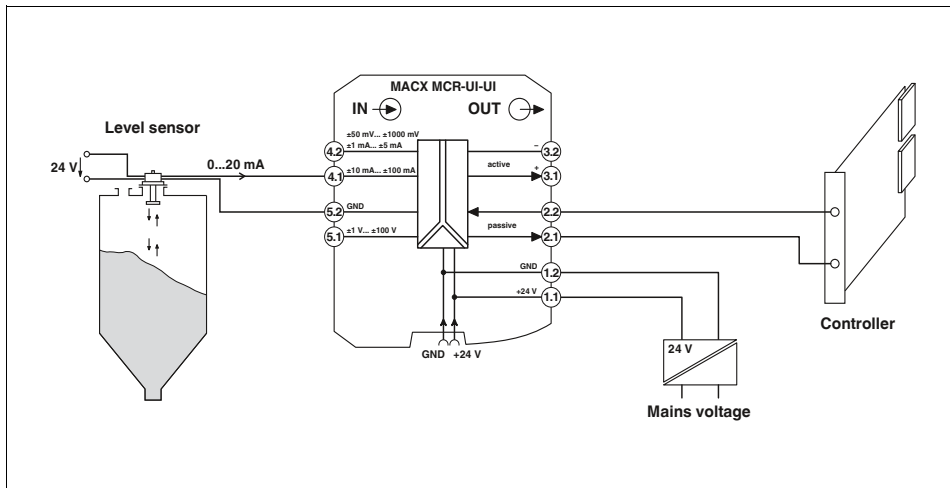 MACX MCR-UI-UI
IN
OUT
Level sensor
24 V
0...20 mA
±50 mV... ±1000 mV
±1 mA... ±5 mA
4.2
±10 mA... ±100 mA
4.1
GND
5.2
±1 V... ±100 V
5.1
–
3.2
active
+
3.1
2.2
passive
2.1
GND
1.2
+24 V
1.1
GND
+24 V
24 V
Mains voltage
Controller